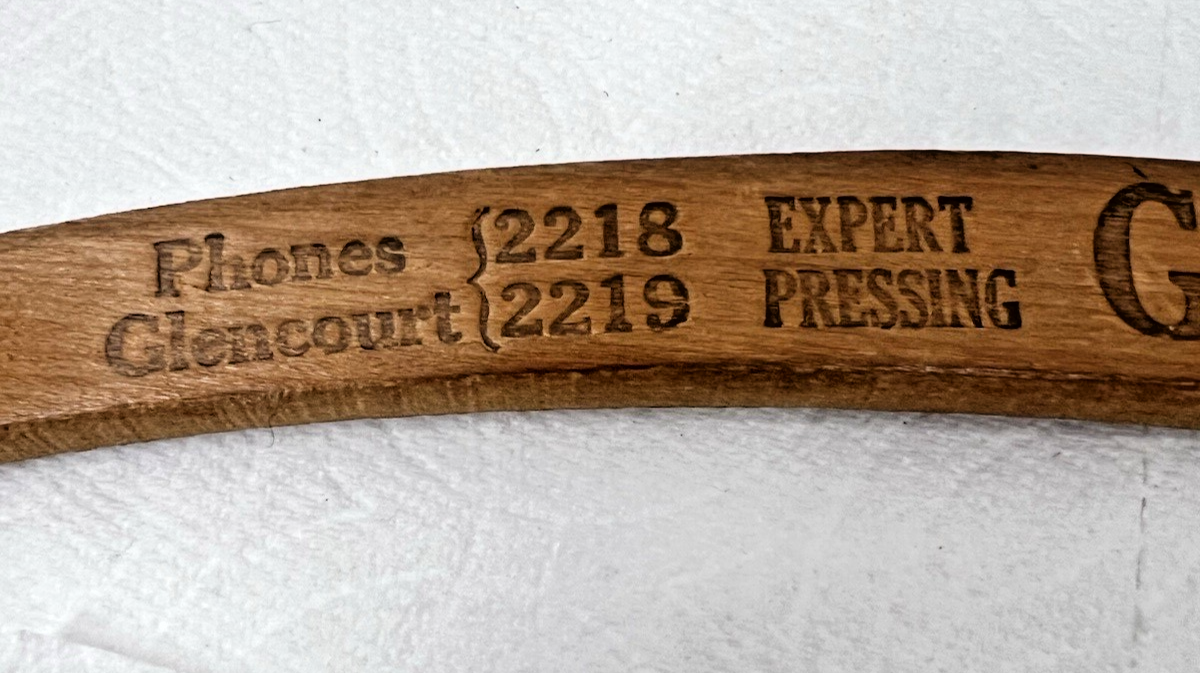 Phones
Glencourt
2218
2219
EXPERT
PRESSING
G